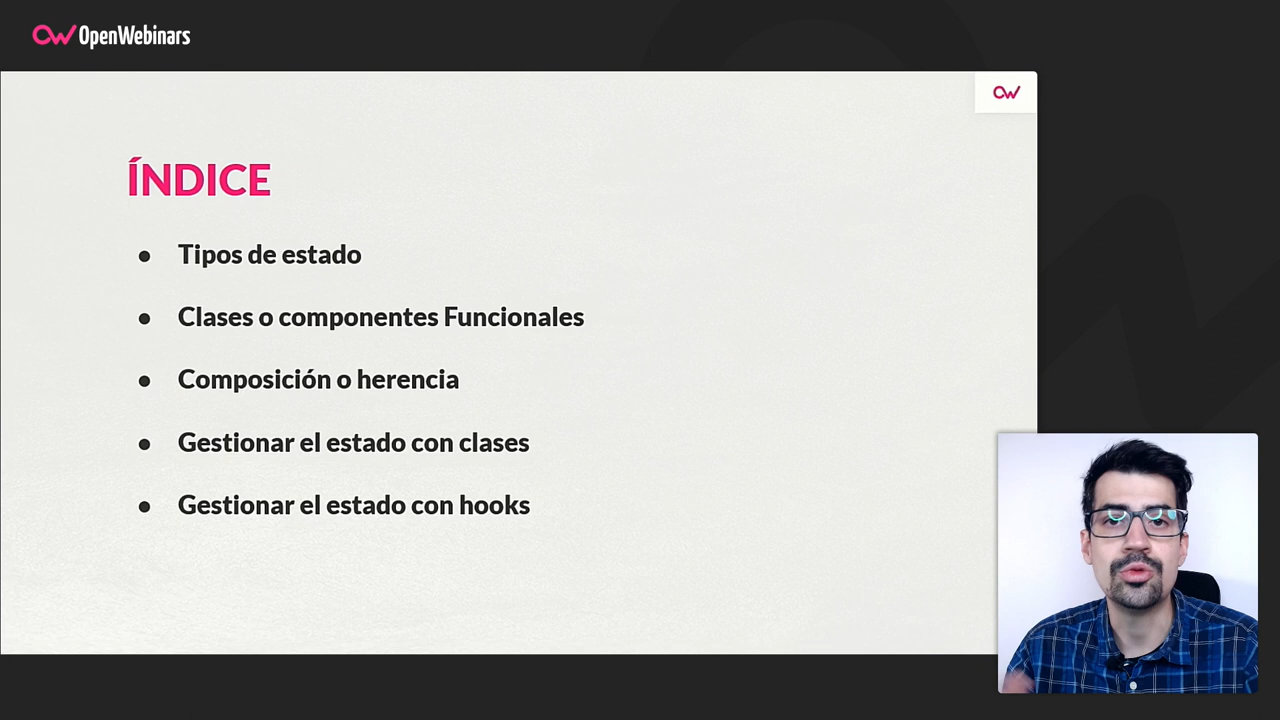 OpenWebinars
ÍNDICE
● Tipos de estado
● Clases o componentes Funcionales
● Composición o herencia
● Gestionar el estado con clases
● Gestionar el estado con hooks